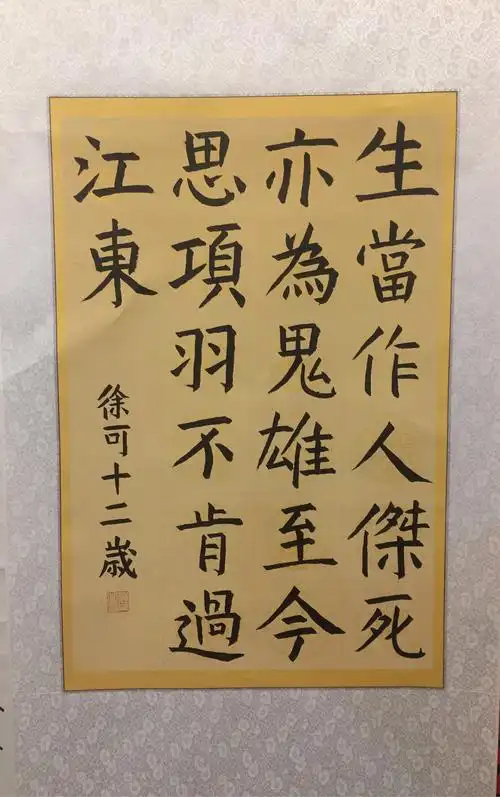 生當作人傑死
亦為鬼雄至今
思項羽不肯過
江東
徐可十二歲